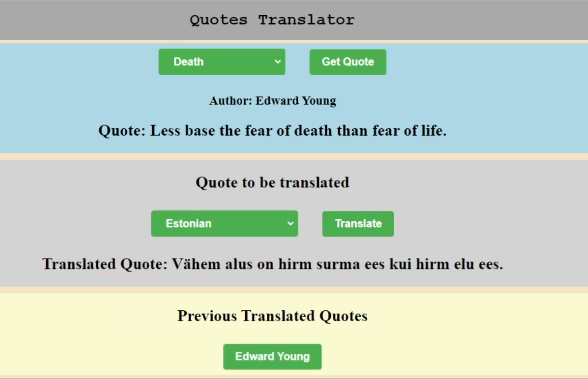 Quotes Translator
Death Get Quote
Author: Edward Young
Quote: Less base the fear of death than fear of life.
Quote to be translated
Estonian Translate
Translated Quote: Vähem alus on hirm surma ees kui hirm elu ees.
Previous Translated Quotes
Edward Young